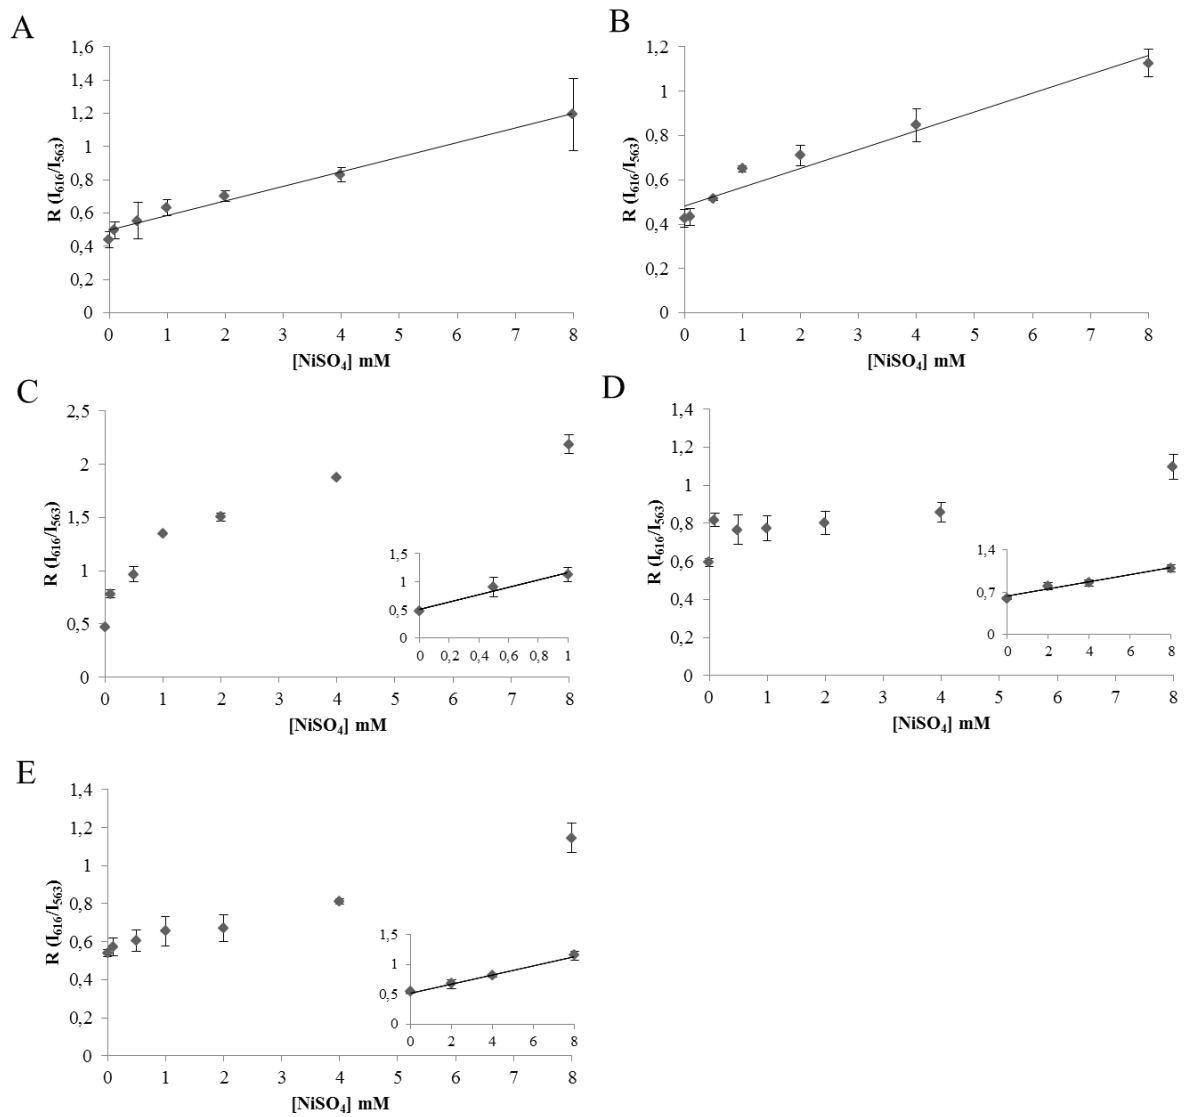 A
R (I616/I563)
1,6
1,4
1,2
1
0,8
0,6
0,4
0,2
0
0 1 2 3 4 5 6 7 8
[NiSO4] mM
B
R (I616/I563)
1,2
1
0,8
0,6
0,4
0,2
0
0 1 2 3 4 5 6 7 8
[NiSO4] mM
C
R (I616/I563)
2,5
2
1,5
1
0,5
0
0 1 2 3 4 5 6 7 8
[NiSO4] mM
1,5
1
0,5
0
0 0,2 0,4 0,6 0,8 1
D
R (I616/I563)
1,4
1,2
1
0,8
0,6
0,4
0,2
0
0 1 2 3 4 5 6 7 8
[NiSO4] mM
1,4
0,7
0
0 2 4 6 8
E
R (I616/I563)
1,4
1,2
1
0,8
0,6
0,4
0,2
0
0 1 2 3 4 5 6 7 8
[NiSO4] mM
1,5
1
0,5
0
0 2 4 6 8